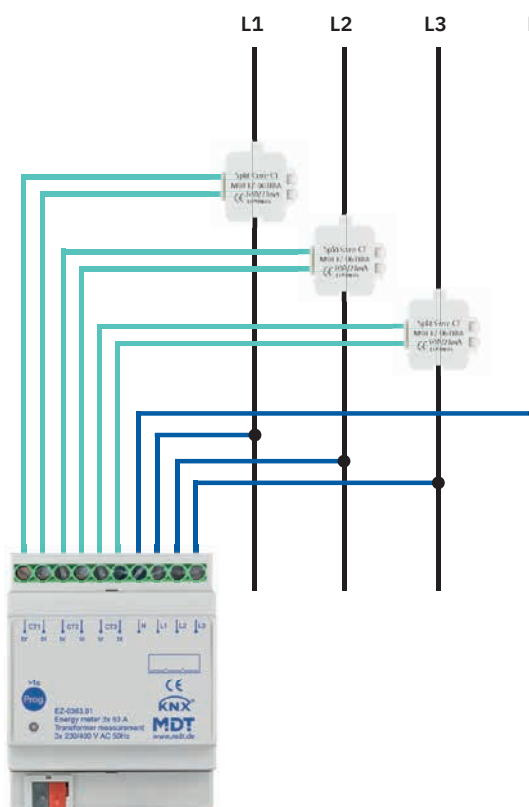 L1 L2 L3
Split Core CT
Split Core CT
Split Core CT
CT1 CT2 CT3 N L1 L2 L3
>1s
Prog
CE
KNX
EZ-0363.01
Energy meter 3x 63 A
Transformer measurement
3x 230/400 V AC 50Hz
MDT
www.mdt.de